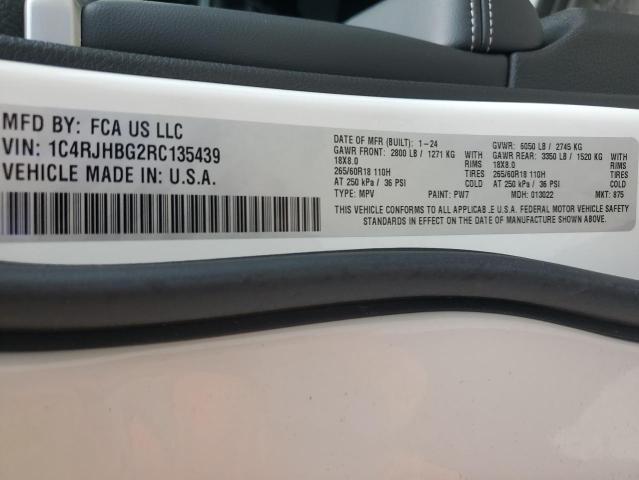 MFD BY: FCA US LLC
VIN: 1C4RJHBG2RC135439
VEHICLE MADE IN: U.S.A.
DATE OF MFR (BUILT): 1-24 GVWR: 6050 LB / 2745 KG
GAWR FRONT: 2800 LB / 1271 KG WITH GAWR REAR: 3350 LB / 1520 KG WITH
18X8.0 RIMS 18X8.0 RIMS
265/60R18 110H TIRES 265/60R18 110H TIRES
AT 250 kPa / 36 PSI COLD AT 250 kPa / 36 PSI COLD
TYPE: MPV PAINT: PW7 MDH: 013022 MKT: 875
THIS VEHICLE CONFORMS TO ALL APPLICABLE U.S.A. FEDERAL MOTOR VEHICLE SAFETY
STANDARDS IN EFFECT ON THE DATE OF MANUFACTURE SHOWN ABOVE.